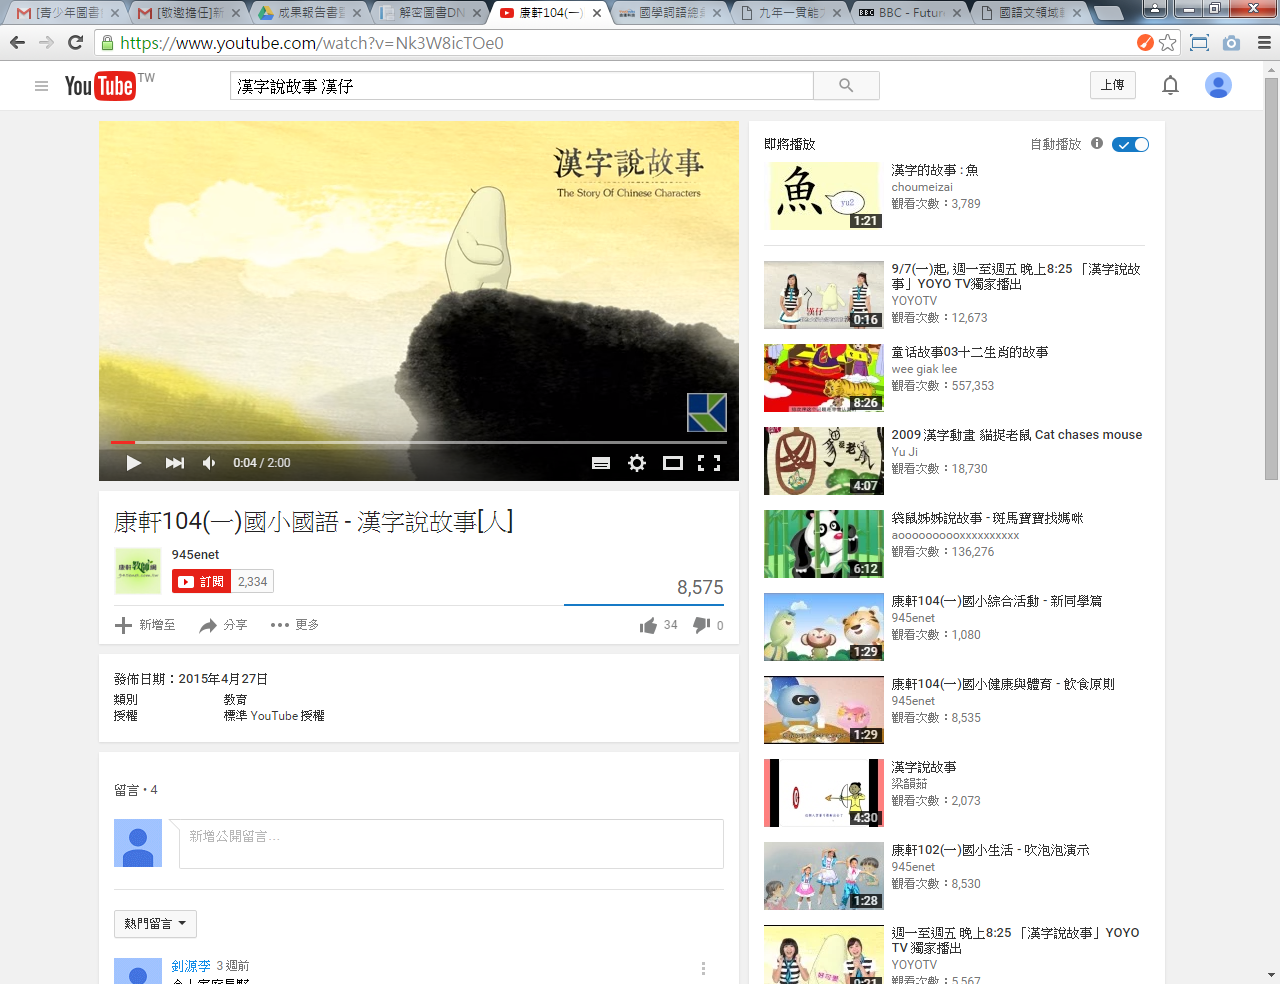 [青少年圖書
[敬邀擔任]新
成果報告書暨
解密圖書DN
康軒104(一)
國學詞語總
九年一貫能
BBC - Futur
國語文領域
https://www.youtube.com/watch?v=Nk3W8icTOe0
YouTube TW
漢字說故事 漢仔
上傳
漢字說故事
The Story Of Chinese Characters
0:04 / 2:00
康軒104(一)國小國語 - 漢字說故事[人]
康軒教師網
945enet
訂閱 2,334
8,575
新增至 分享 更多
34 0
發佈日期：2015年4月27日
類別 教育
授權 標準 YouTube 授權
留言 • 4
新增公開留言...
熱門留言
3 週前
即將播放
自動播放
魚
yu2
1:21
漢字的故事 : 魚
choumeizai
觀看次數：3,789
漢仔
0:16
9/7(一)起, 週一至週五 晚上8:25 「漢字說故
事」YOYO TV獨家播出
YOYOTV
觀看次數：12,673
8:26
童话故事03十二生肖的故事
wee giak lee
觀看次數：557,353
4:07
2009 漢字動畫 貓捉老鼠 Cat chases mouse
Yu Ji
觀看次數：18,730
6:12
袋鼠姊姊說故事 - 斑馬寶寶找媽咪
aoooooooooxxxxxxxxxx
觀看次數：136,276
1:29
康軒104(一)國小綜合活動 - 新同學篇
945enet
觀看次數：1,080
1:29
康軒104(一)國小健康與體育 - 飲食原則
945enet
觀看次數：8,535
4:30
漢字說故事
梁韻茹
觀看次數：2,073
1:28
康軒102(一)國小生活 - 吹泡泡演示
945enet
觀看次數：8,530
0:21
週一至週五 晚上8:25 「漢字說故事」YOYO
TV 獨家播出
YOYOTV
觀看次數：5,567